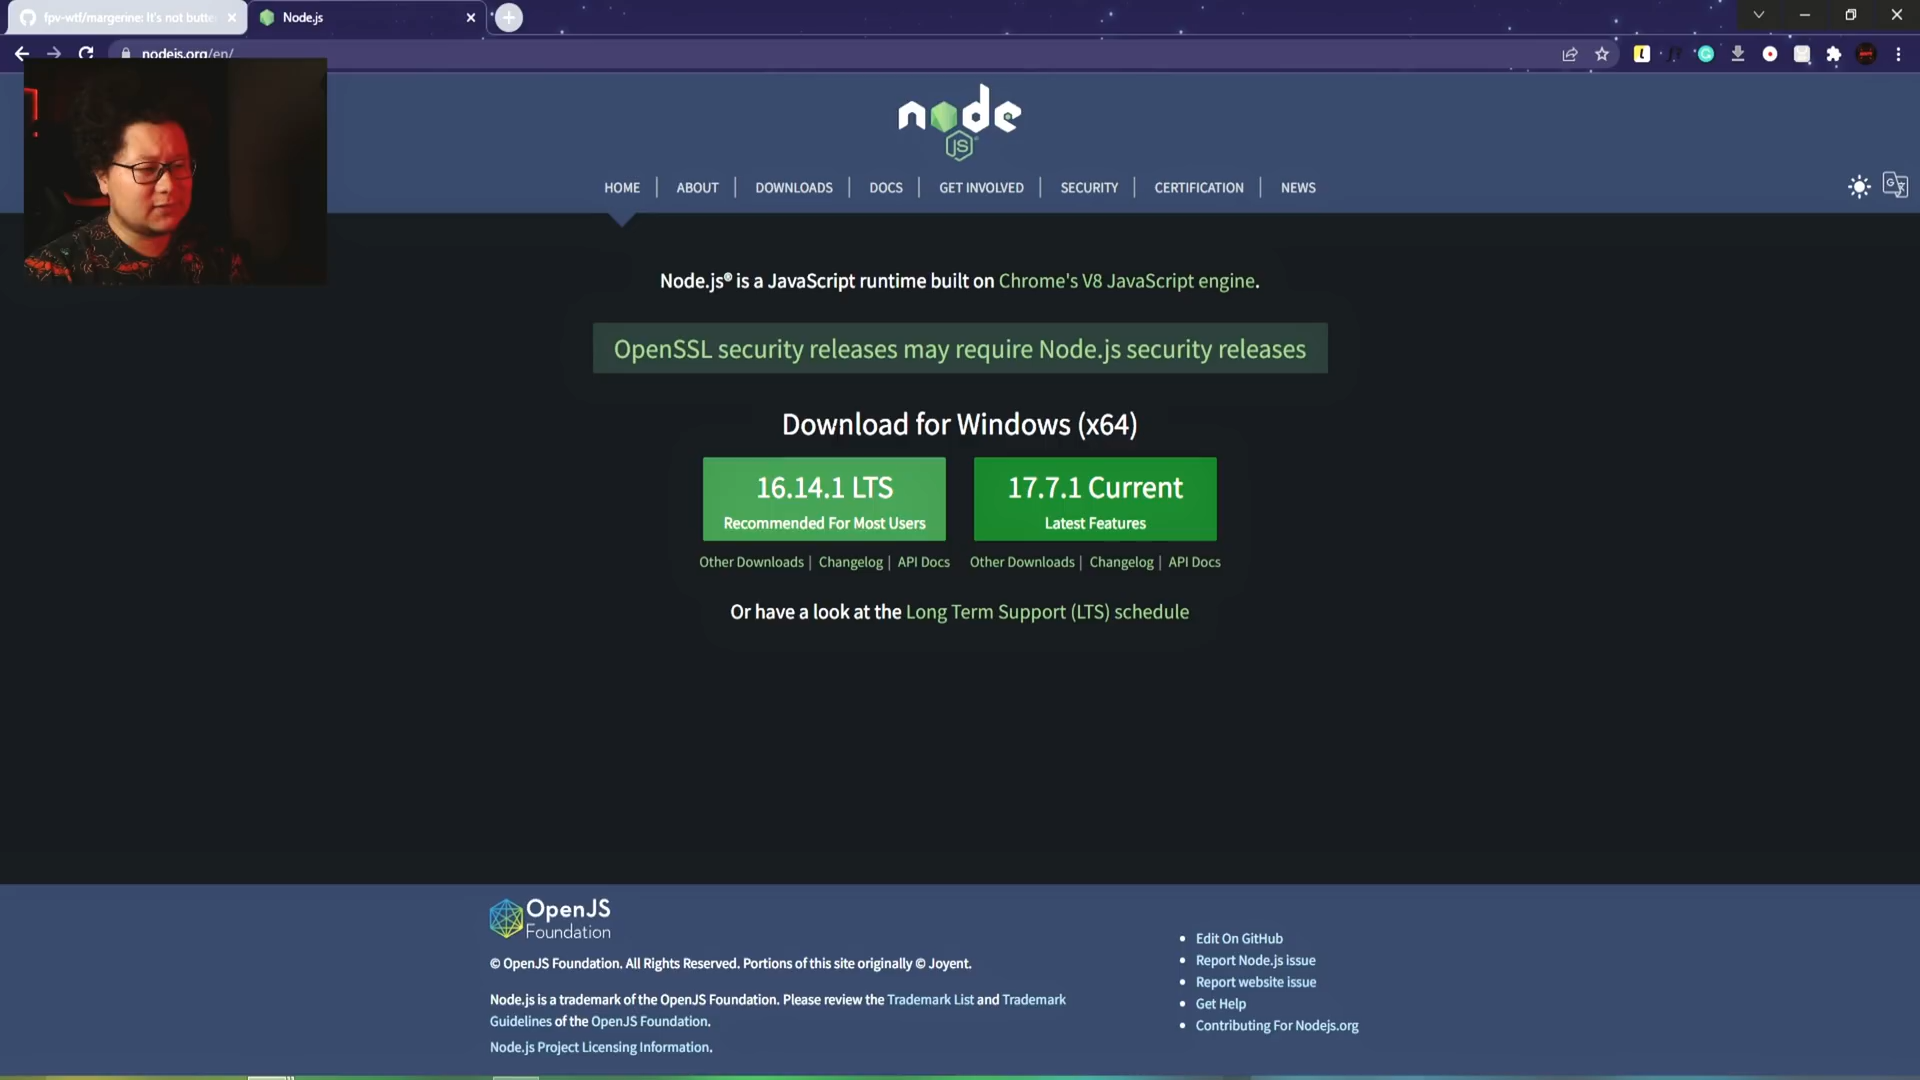 fpv-wtf/margerine: It's not butte
Node.js
nodejs.org/en/
node
JS
HOME
ABOUT
DOWNLOADS
DOCS
GET INVOLVED
SECURITY
CERTIFICATION
NEWS
Node.js® is a JavaScript runtime built on Chrome's V8 JavaScript engine.
OpenSSL security releases may require Node.js security releases
Download for Windows (x64)
16.14.1 LTS
Recommended For Most Users
17.7.1 Current
Latest Features
Other Downloads | Changelog | API Docs
Other Downloads | Changelog | API Docs
Or have a look at the Long Term Support (LTS) schedule
OpenJS
Foundation
© OpenJS Foundation. All Rights Reserved. Portions of this site originally © Joyent.
Node.js is a trademark of the OpenJS Foundation. Please review the Trademark List and Trademark
Guidelines of the OpenJS Foundation.
Node.js Project Licensing Information.
Edit On GitHub
Report Node.js issue
Report website issue
Get Help
Contributing For Nodejs.org